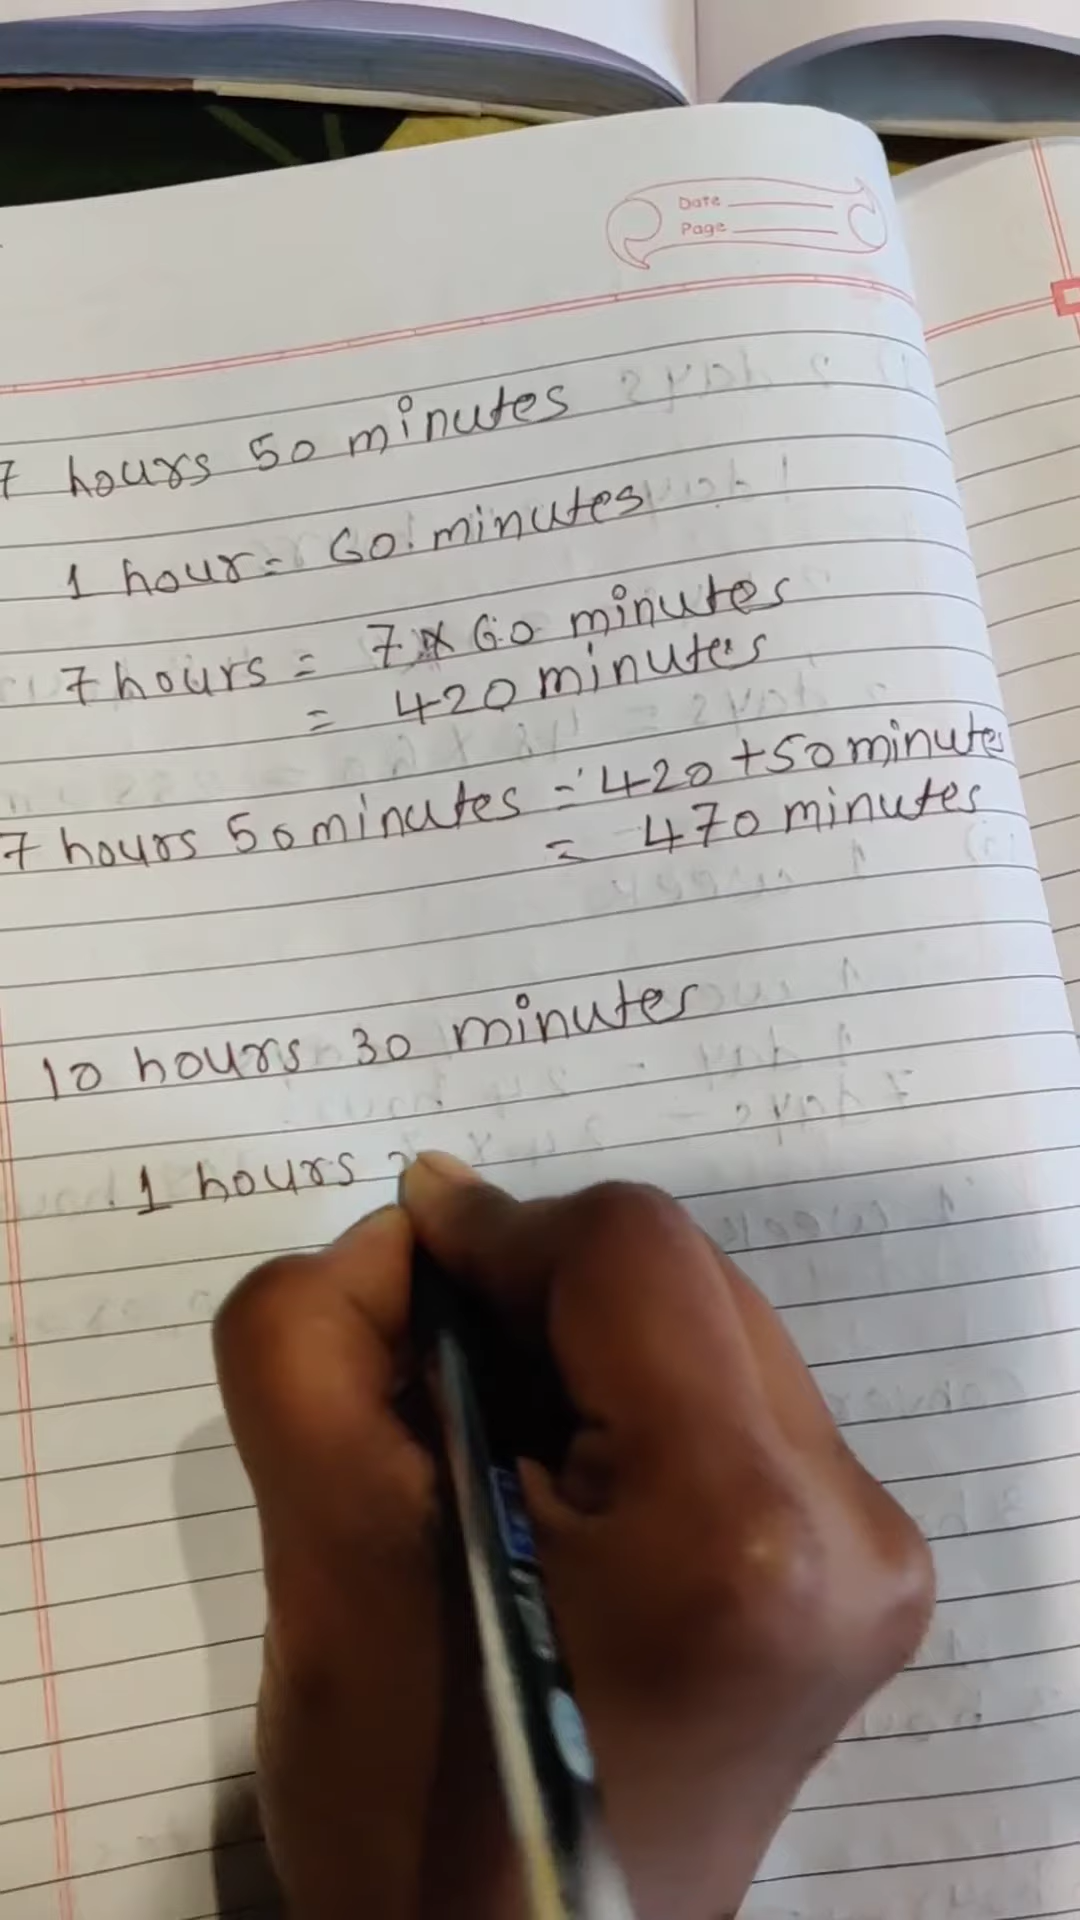 Date
Page
7 hours 50 minutes
1 hour = 60 minutes
7 hours = 7 x 60 minutes
= 420 minutes
7 hours 50 minutes = 420 + 50 minutes
= 470 minutes
10 hours 30 minutes
1 hours